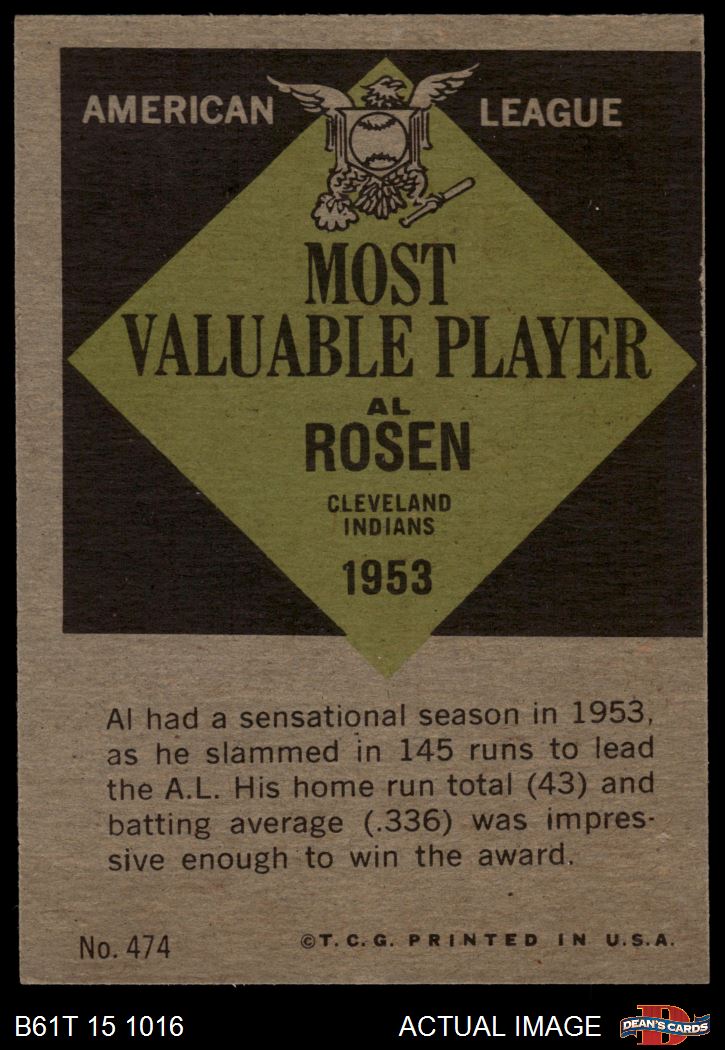 AMERICAN LEAGUE
MOST
VALUABLE PLAYER
AL
ROSEN
CLEVELAND
INDIANS
1953
Al had a sensational season in 1953,
as he slammed in 145 runs to lead
the A.L. His home run total (43) and
batting average (.336) was impres-
sive enough to win the award.
No. 474 ©T.C.G. PRINTED IN U.S.A.
B61T 15 1016 ACTUAL IMAGE D DEAN'S CARDS